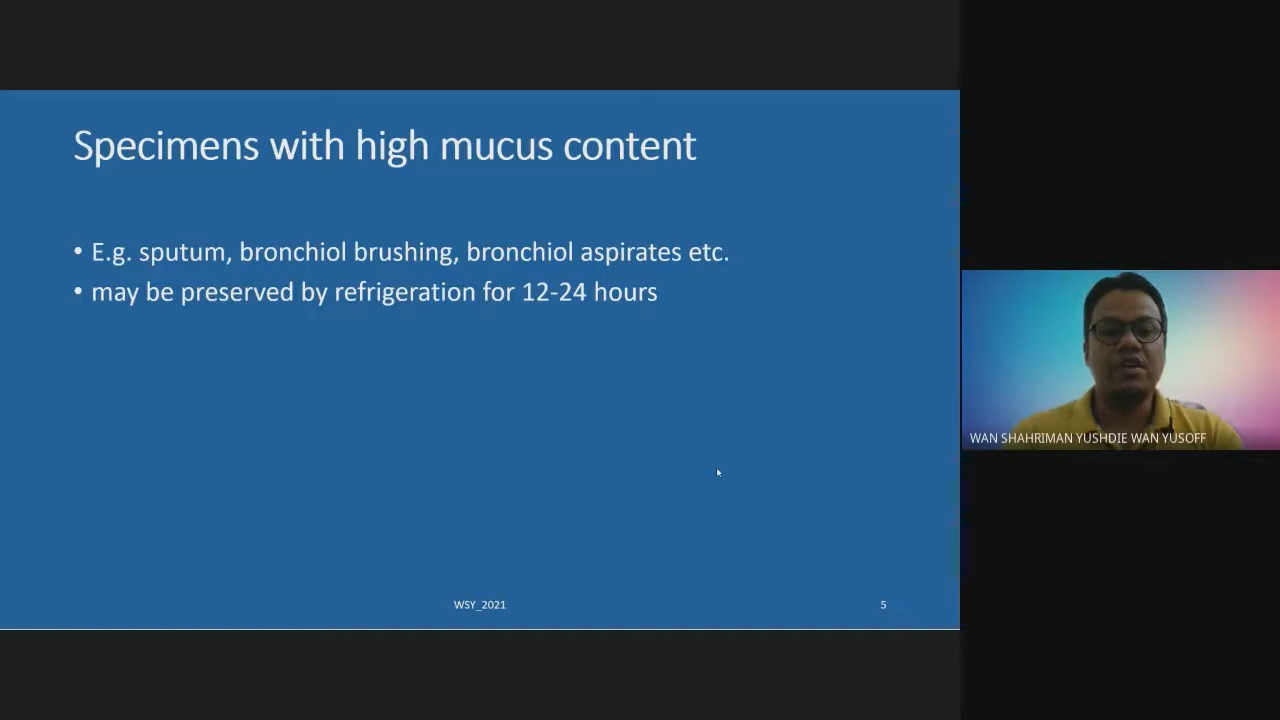 Specimens with high mucus content
• E.g. sputum, bronchiol brushing, bronchiol aspirates etc.
• may be preserved by refrigeration for 12-24 hours
WAN SHAHRIMAN YUSHDIE WAN YUSOFF
WSY_2021
5